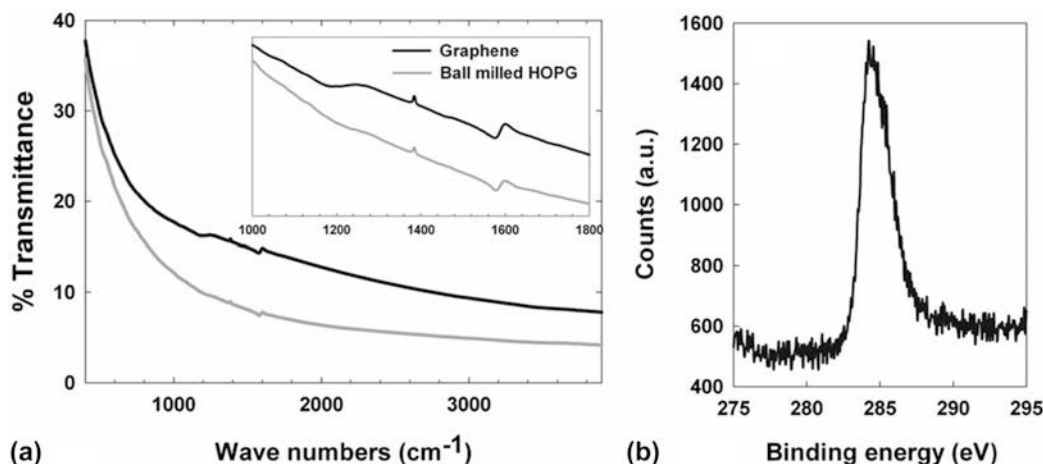 40
30
20
10
0
% Transmittance
1000 2000 3000
Wave numbers (cm-1)
(a)
Graphene
Ball milled HOPG
1000 1200 1400 1600 1800
1600
1400
1200
1000
800
600
400
Counts (a.u.)
275 280 285 290 295
Binding energy (eV)
(b)